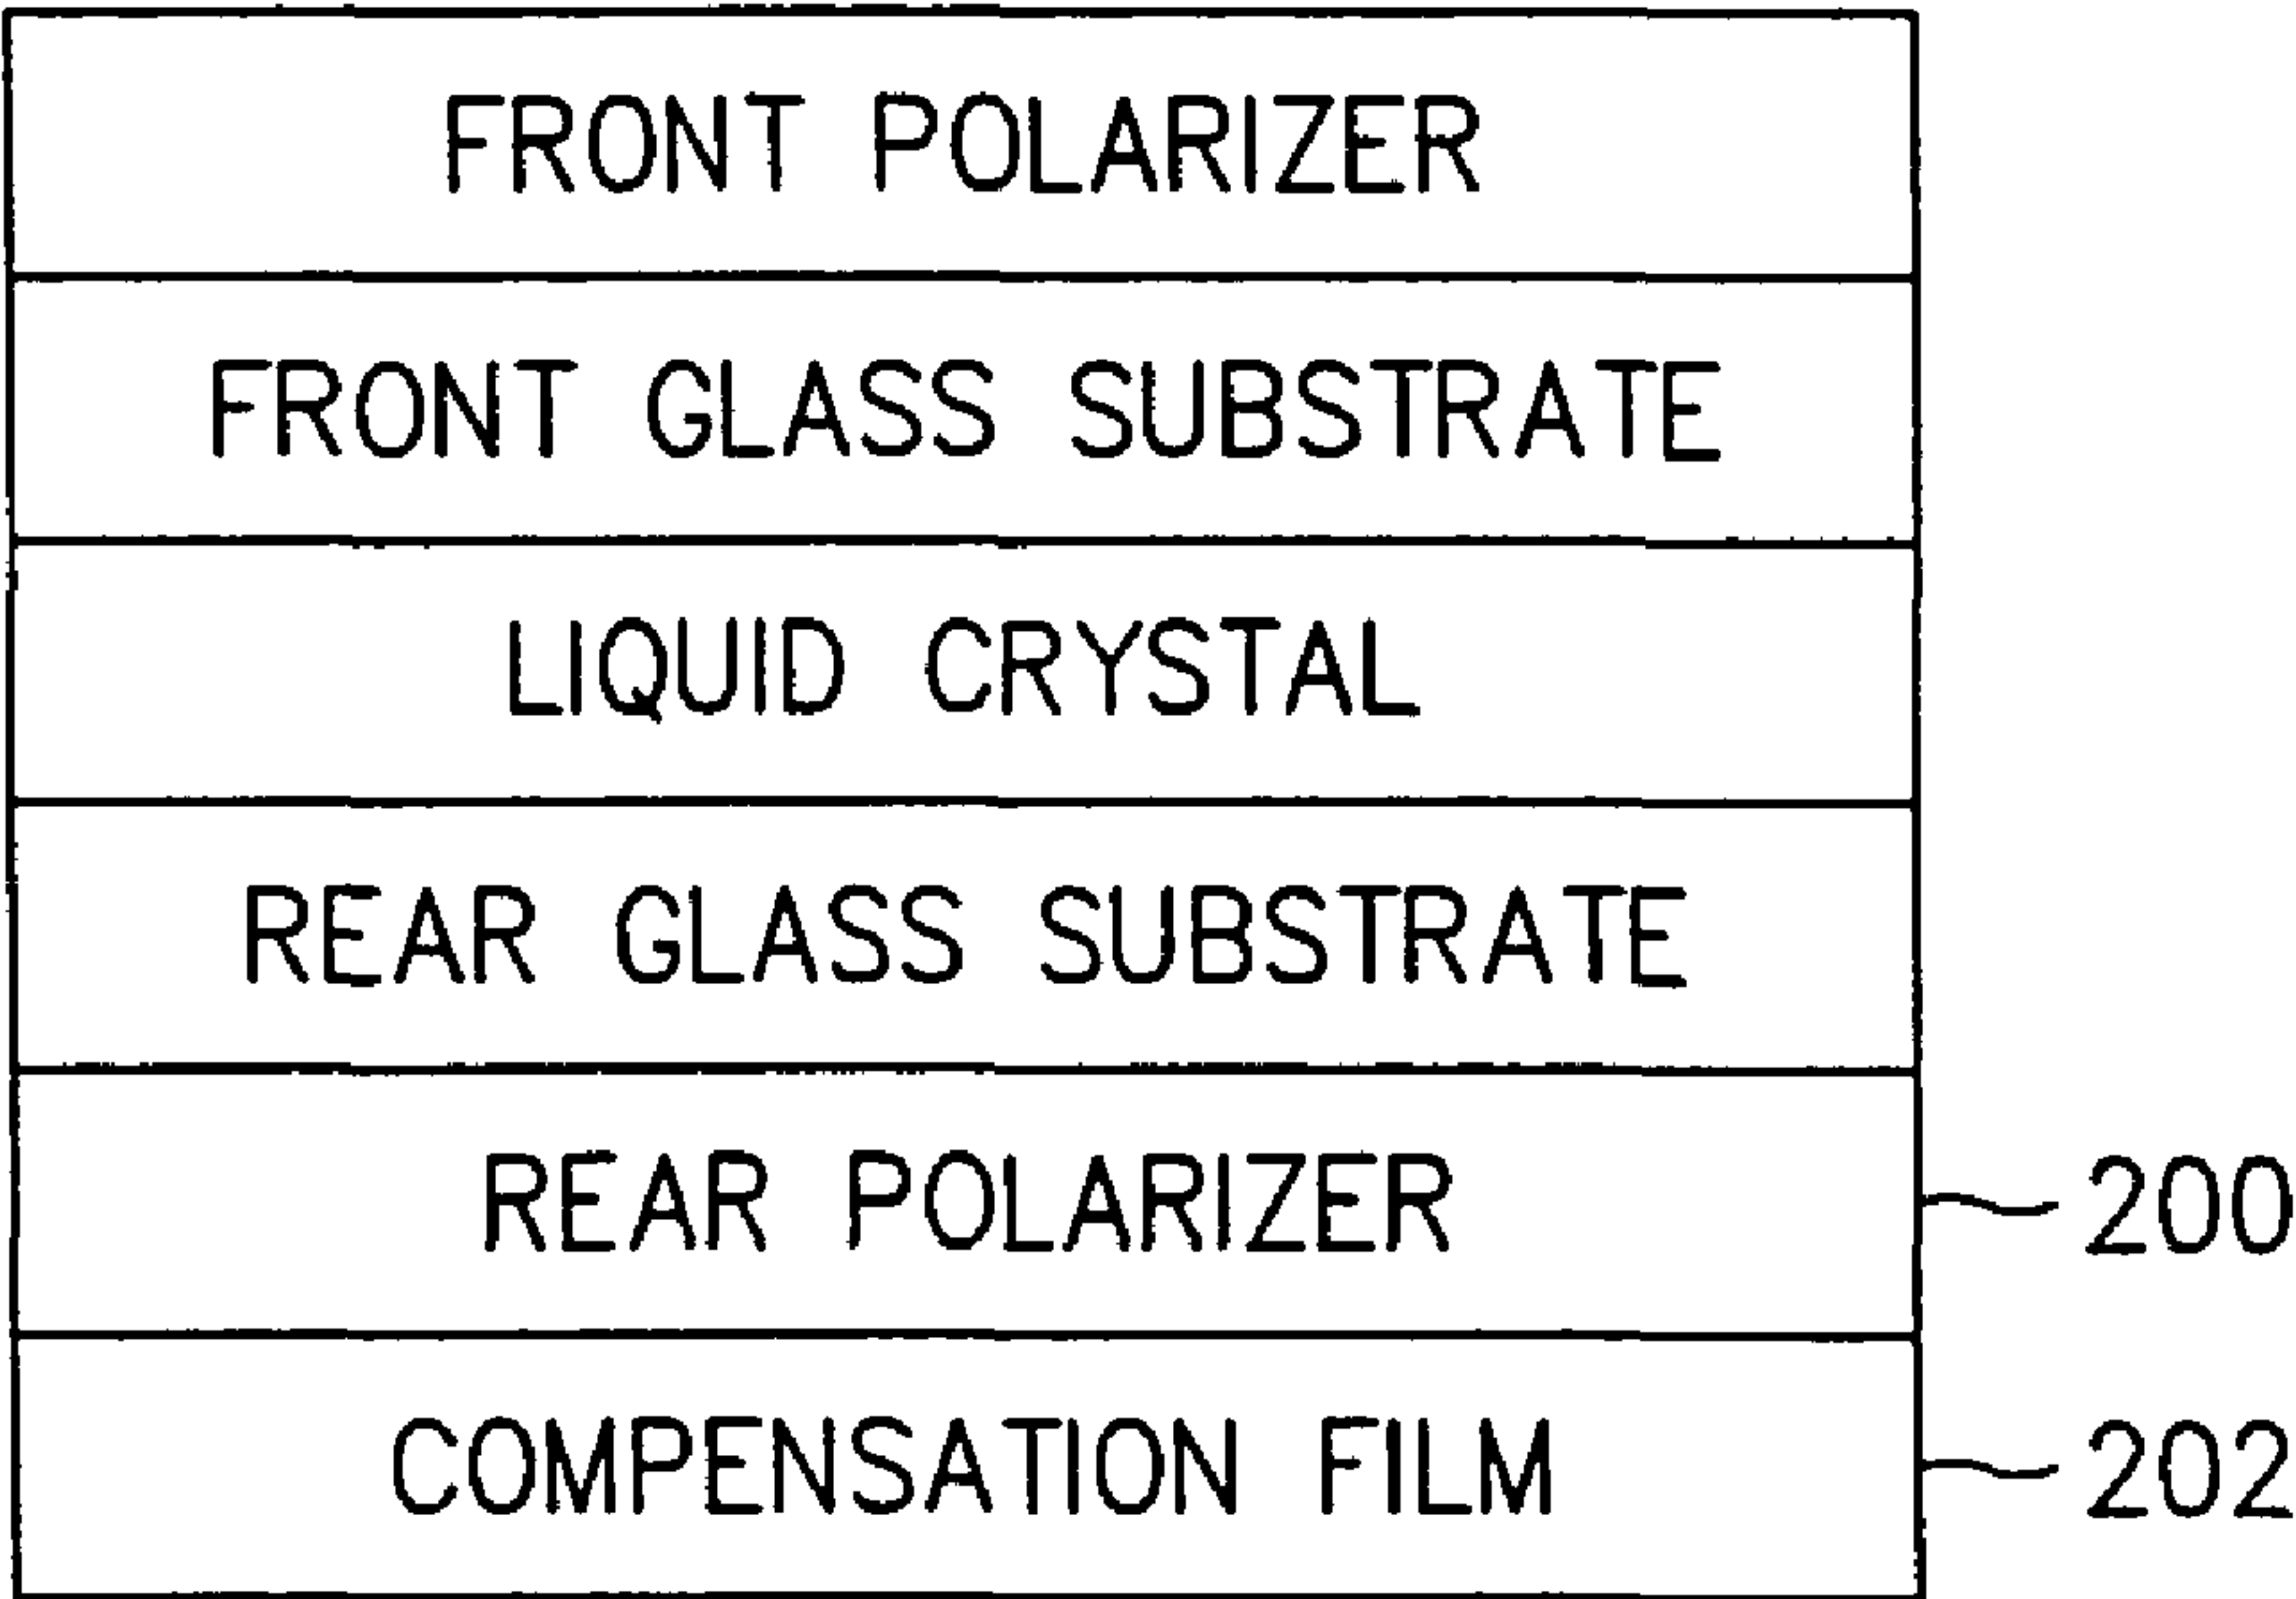 FRONT POLARIZER
FRONT GLASS SUBSTRATE
LIQUID CRYSTAL
REAR GLASS SUBSTRATE
REAR POLARIZER 200
COMPENSATION FILM 202